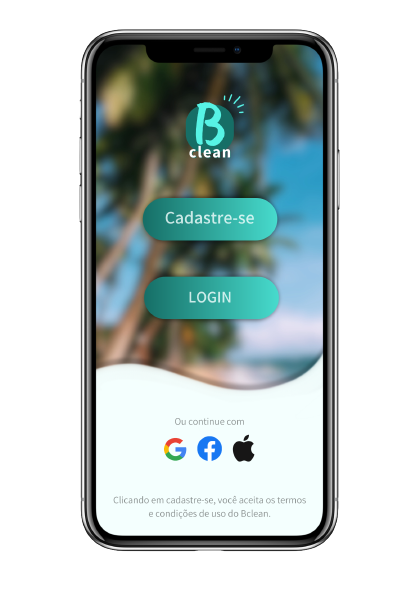 B
clean
Cadastre-se
LOGIN
Ou continue com
Clicando em cadastre-se, você aceita os termos
e condições de uso do Bclean.